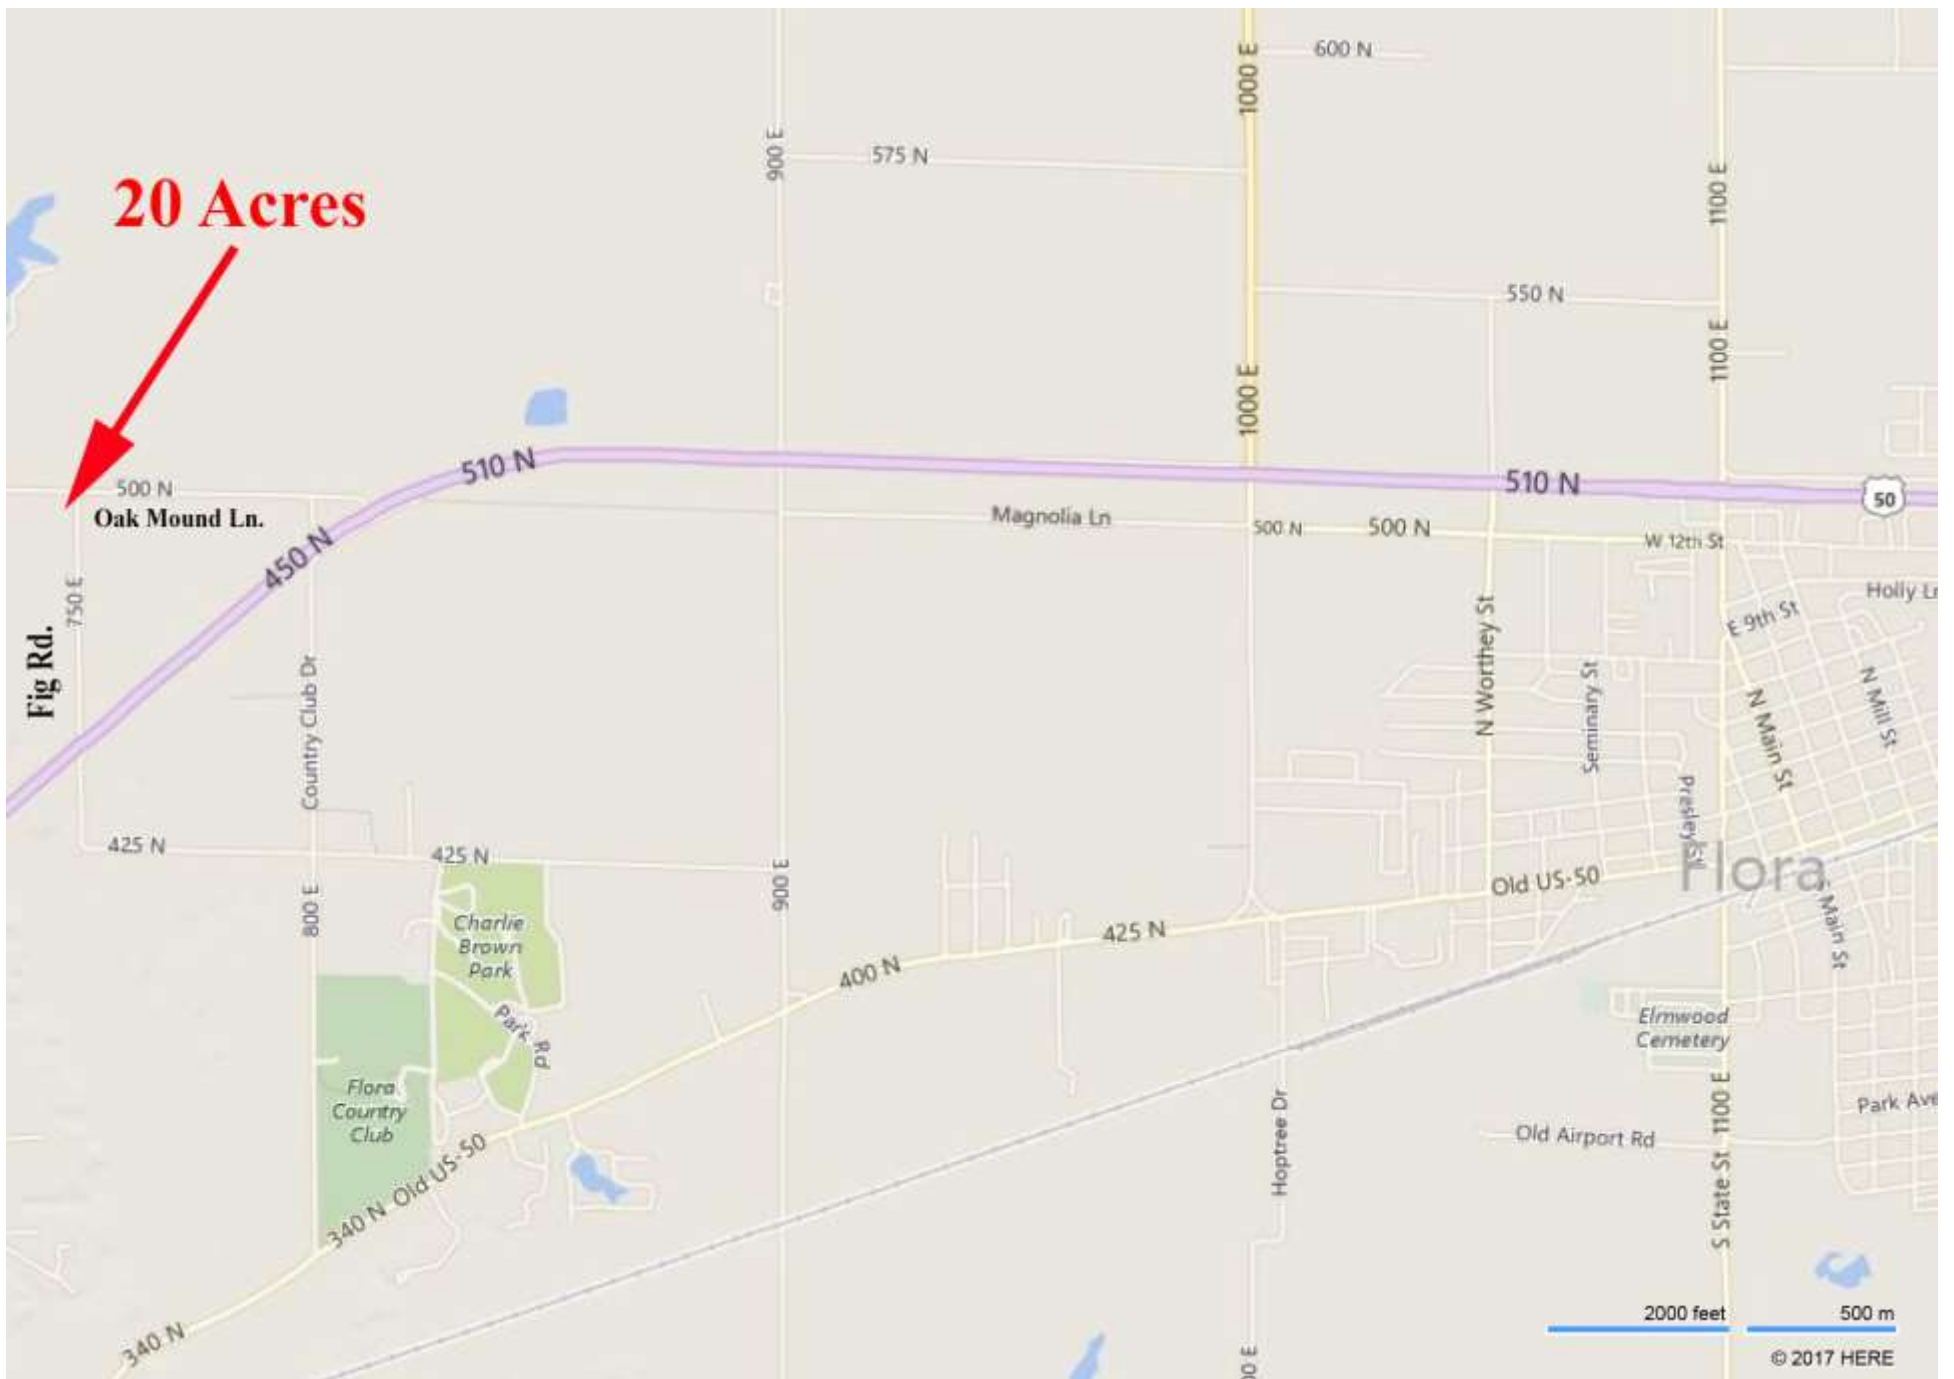 600 N
1000 E
900 E
575 N
1100 E
20 Acres
550 N
1100 E
1000 E
510 N
510 N
50
500 N
Oak Mound Ln.
Magnolia Ln
500 N
500 N
W 12th St
450 N
750 E
Holly Ln
E 9th St
Fig Rd.
Country Club Dr
N Worthey St
Seminary St
N Main St
N Mill St
Presley St
425 N
425 N
900 E
Flora
Old US-50
800 E
Charlie
Brown
Park
425 N
400 N
S Main St
Park Rd
Elmwood
Cemetery
Flora
Country
Club
Hoptree Dr
1100 E
Park Ave
Old Airport Rd
Old US-50
340 N
S State St
340 N
2000 feet
500 m
© 2017 HERE